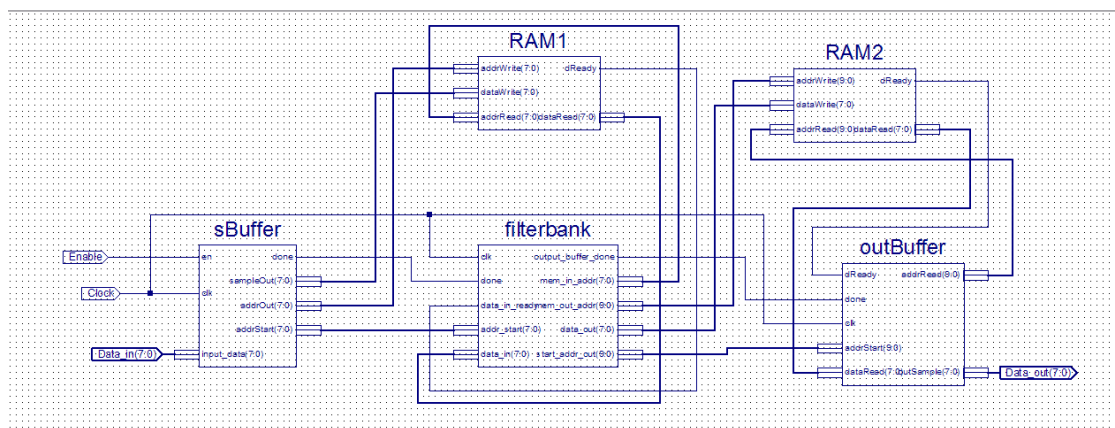 RAM1
addrWrite(7:0) dReady
dataWrite(7:0)
addrRead(7:0) dataRead(7:0)
RAM2
addrWrite(9:0) dReady
dataWrite(7:0)
addrRead(9:0) dataRead(7:0)
sBuffer
en done
sampleOut(7:0)
clk
addrOut(7:0)
addrStart(7:0)
input_data(7:0)
Enable
Clock
Data_in(7:0)
filterbank
clk output_buffer_done
mem_in_addr(7:0)
done
data_in_ready mem_out_addr(9:0)
addr_start(7:0) data_out(7:0)
data_in(7:0) start_addr_out(9:0)
outBuffer
dReady addrRead(9:0)
done
clk
addrStart(9:0)
dataRead(7:0) outSample(7:0)
Data_out(7:0)